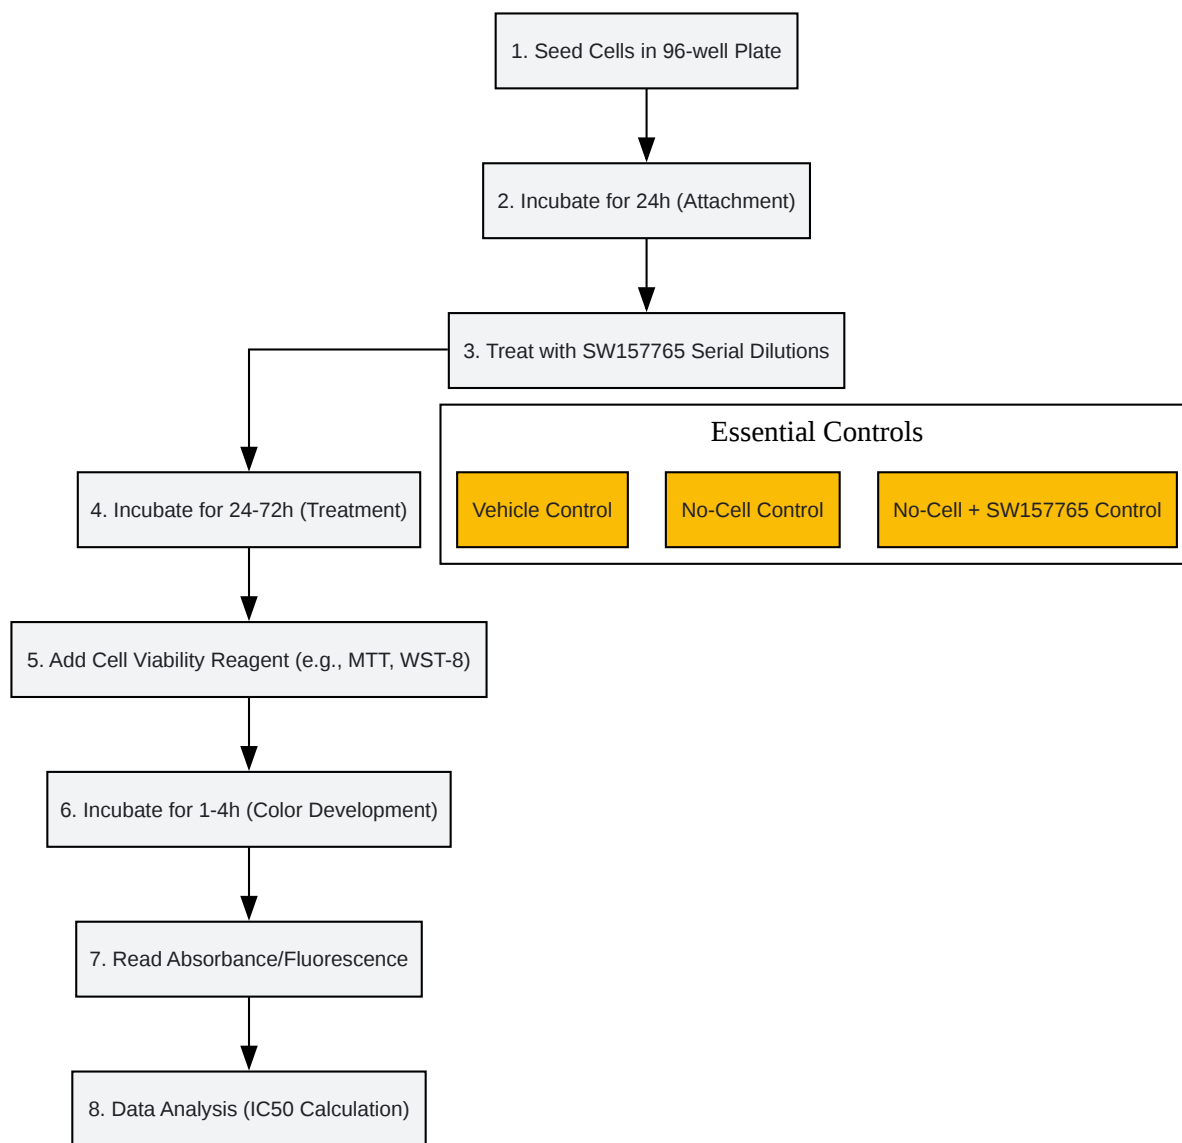 1. Seed Cells in 96-well Plate
2. Incubate for 24h (Attachment)
3. Treat with SW157765 Serial Dilutions
Essential Controls
4. Incubate for 24-72h (Treatment)
Vehicle Control
No-Cell Control
No-Cell + SW157765 Control
5. Add Cell Viability Reagent (e.g., MTT, WST-8)
6. Incubate for 1-4h (Color Development)
7. Read Absorbance/Fluorescence
8. Data Analysis (IC50 Calculation)